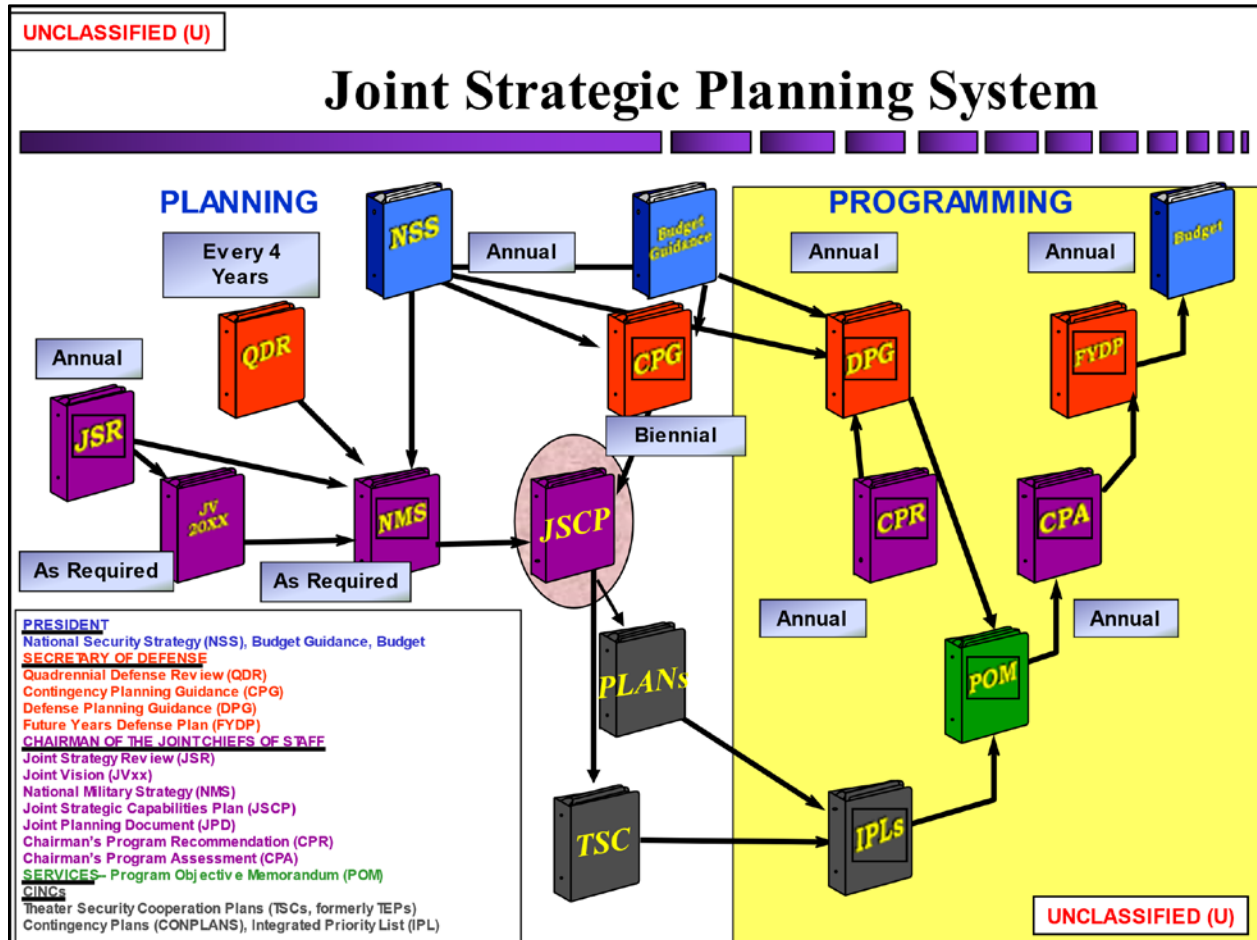 UNCLASSIFIED (U)
Joint Strategic Planning System
PLANNING
PROGRAMMING
NSS
Annual
Budget
Guidance
Annual
Annual
Budget
Every 4
Years
QDR
CPG
DPG
FYDP
Annual
JSR
Biennial
JV
20XX
NMS
JSCP
CPR
CPA
As Required
As Required
Annual
Annual
PLANs
POM
TSC
IPLs
PRESIDENT
National Security Strategy (NSS), Budget Guidance, Budget
SECRETARY OF DEFENSE
Quadrennial Defense Review (QDR)
Contingency Planning Guidance (CPG)
Defense Planning Guidance (DPG)
Future Years Defense Plan (FYDP)
CHAIRMAN OF THE JOINT CHIEFS OF STAFF
Joint Strategy Review (JSR)
Joint Vision (JVxx)
National Military Strategy (NMS)
Joint Strategic Capabilities Plan (JSCP)
Joint Planning Document (JPD)
Chairman's Program Recommendation (CPR)
Chairman's Program Assessment (CPA)
SERVICES– Program Objective Memorandum (POM)
CINCs
Theater Security Cooperation Plans (TSCs, formerly TEPs)
Contingency Plans (CONPLANS), Integrated Priority List (IPL)
UNCLASSIFIED (U)